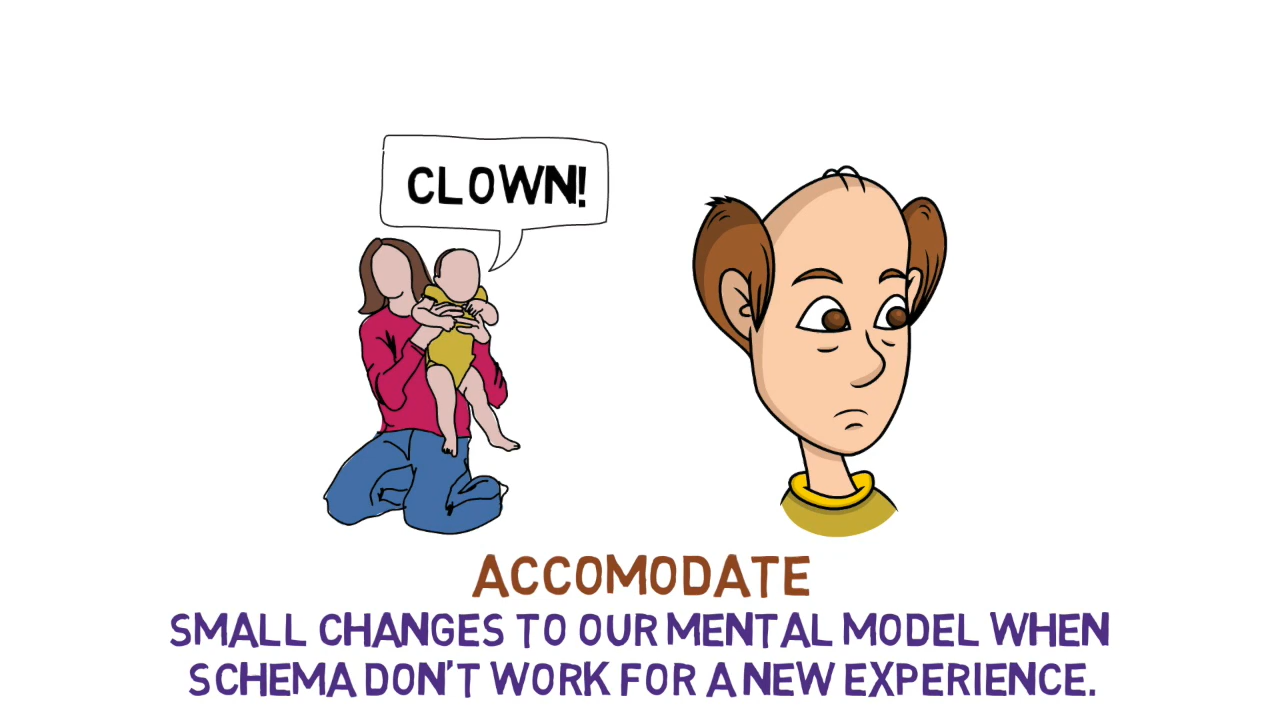 CLOWN!
ACCOMODATE
SMALL CHANGES TO OUR MENTAL MODEL WHEN
SCHEMA DON'T WORK FOR A NEW EXPERIENCE.